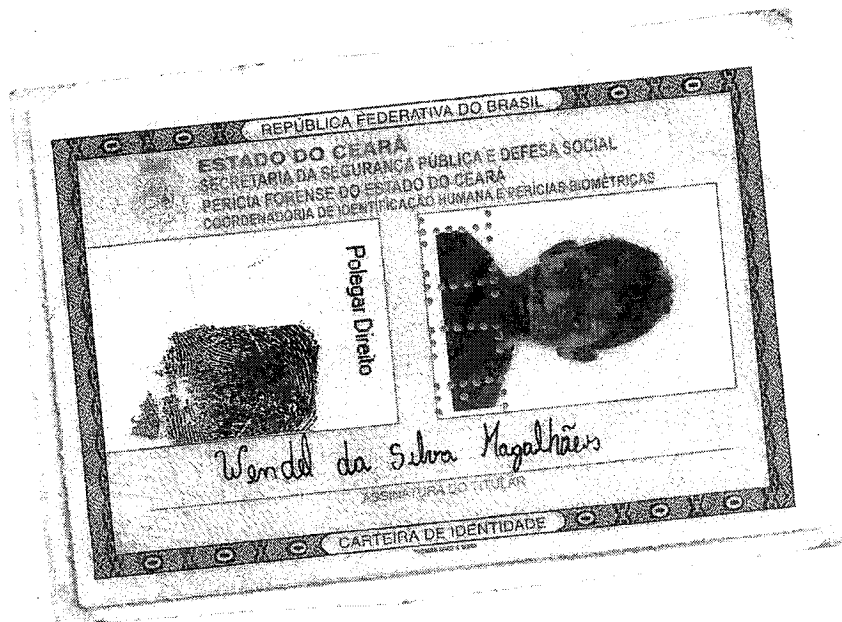 REPÚBLICA FEDERATIVA DO BRASIL
ESTADO DO CEARÁ
SECRETARIA DA SEGURANÇA PÚBLICA E DEFESA SOCIAL
PERÍCIA FORENSE DO ESTADO DO CEARÁ
COORDENADORIA DE IDENTIFICAÇÃO HUMANA E PERÍCIAS BIOMÉTRICAS
Polegar Direito
Wendel da Silva Magalhães
ASSINATURA DO TITULAR
CARTEIRA DE IDENTIDADE